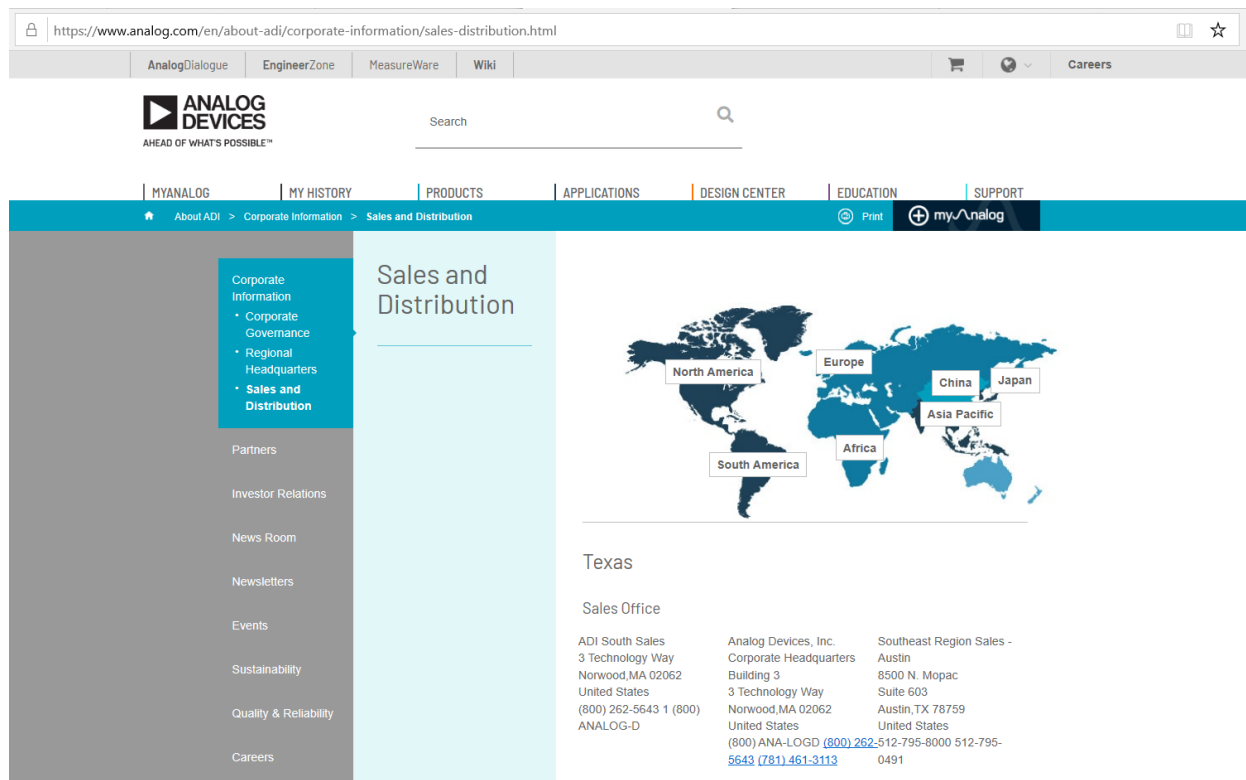 https://www.analog.com/en/about-adi/corporate-information/sales-distribution.html
AnalogDialogue
EngineerZone
MeasureWare
Wiki
Careers
ANALOG
DEVICES
AHEAD OF WHAT'S POSSIBLE™
Search
MYANALOG
MY HISTORY
PRODUCTS
APPLICATIONS
DESIGN CENTER
EDUCATION
SUPPORT
About ADI > Corporate Information > Sales and Distribution
Print
myAnalog
Corporate
Information
• Corporate
Governance
• Regional
Headquarters
• Sales and
Distribution
Partners
Investor Relations
News Room
Newsletters
Events
Sustainability
Quality & Reliability
Careers
Sales and
Distribution
North America
Europe
China
Japan
Asia Pacific
Africa
South America
Texas
Sales Office
ADI South Sales
3 Technology Way
Norwood,MA 02062
United States
(800) 262-5643 1 (800)
ANALOG-D
Analog Devices, Inc.
Corporate Headquarters
Building 3
3 Technology Way
Norwood,MA 02062
United States
(800) ANA-LOGD (800) 262-
5643 (781) 461-3113
Southeast Region Sales -
Austin
8500 N. Mopac
Suite 603
Austin,TX 78759
United States
512-795-8000 512-795-
0491